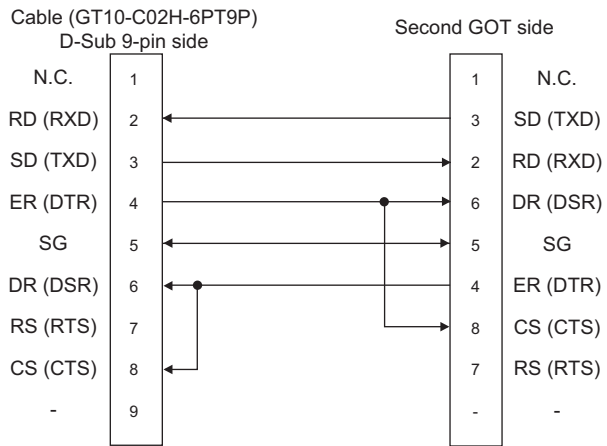 Cable (GT10-C02H-6PT9P)
D-Sub 9-pin side
Second GOT side
N.C. 1 1 N.C.
RD (RXD) 2 3 SD (TXD)
SD (TXD) 3 2 RD (RXD)
ER (DTR) 4 6 DR (DSR)
SG 5 5 SG
DR (DSR) 6 4 ER (DTR)
RS (RTS) 7 8 CS (CTS)
CS (CTS) 8 7 RS (RTS)
- 9 - -